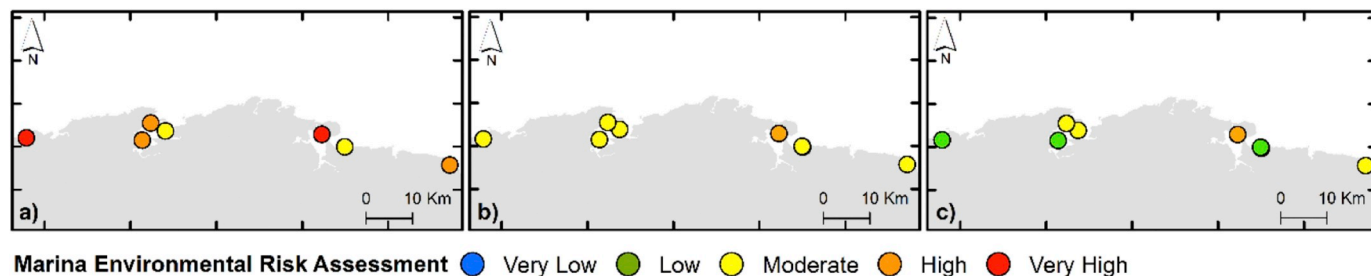 N N N
0 10 Km 0 10 Km 0 10 Km
a) b) c)
Marina Environmental Risk Assessment Very Low Low Moderate High Very High